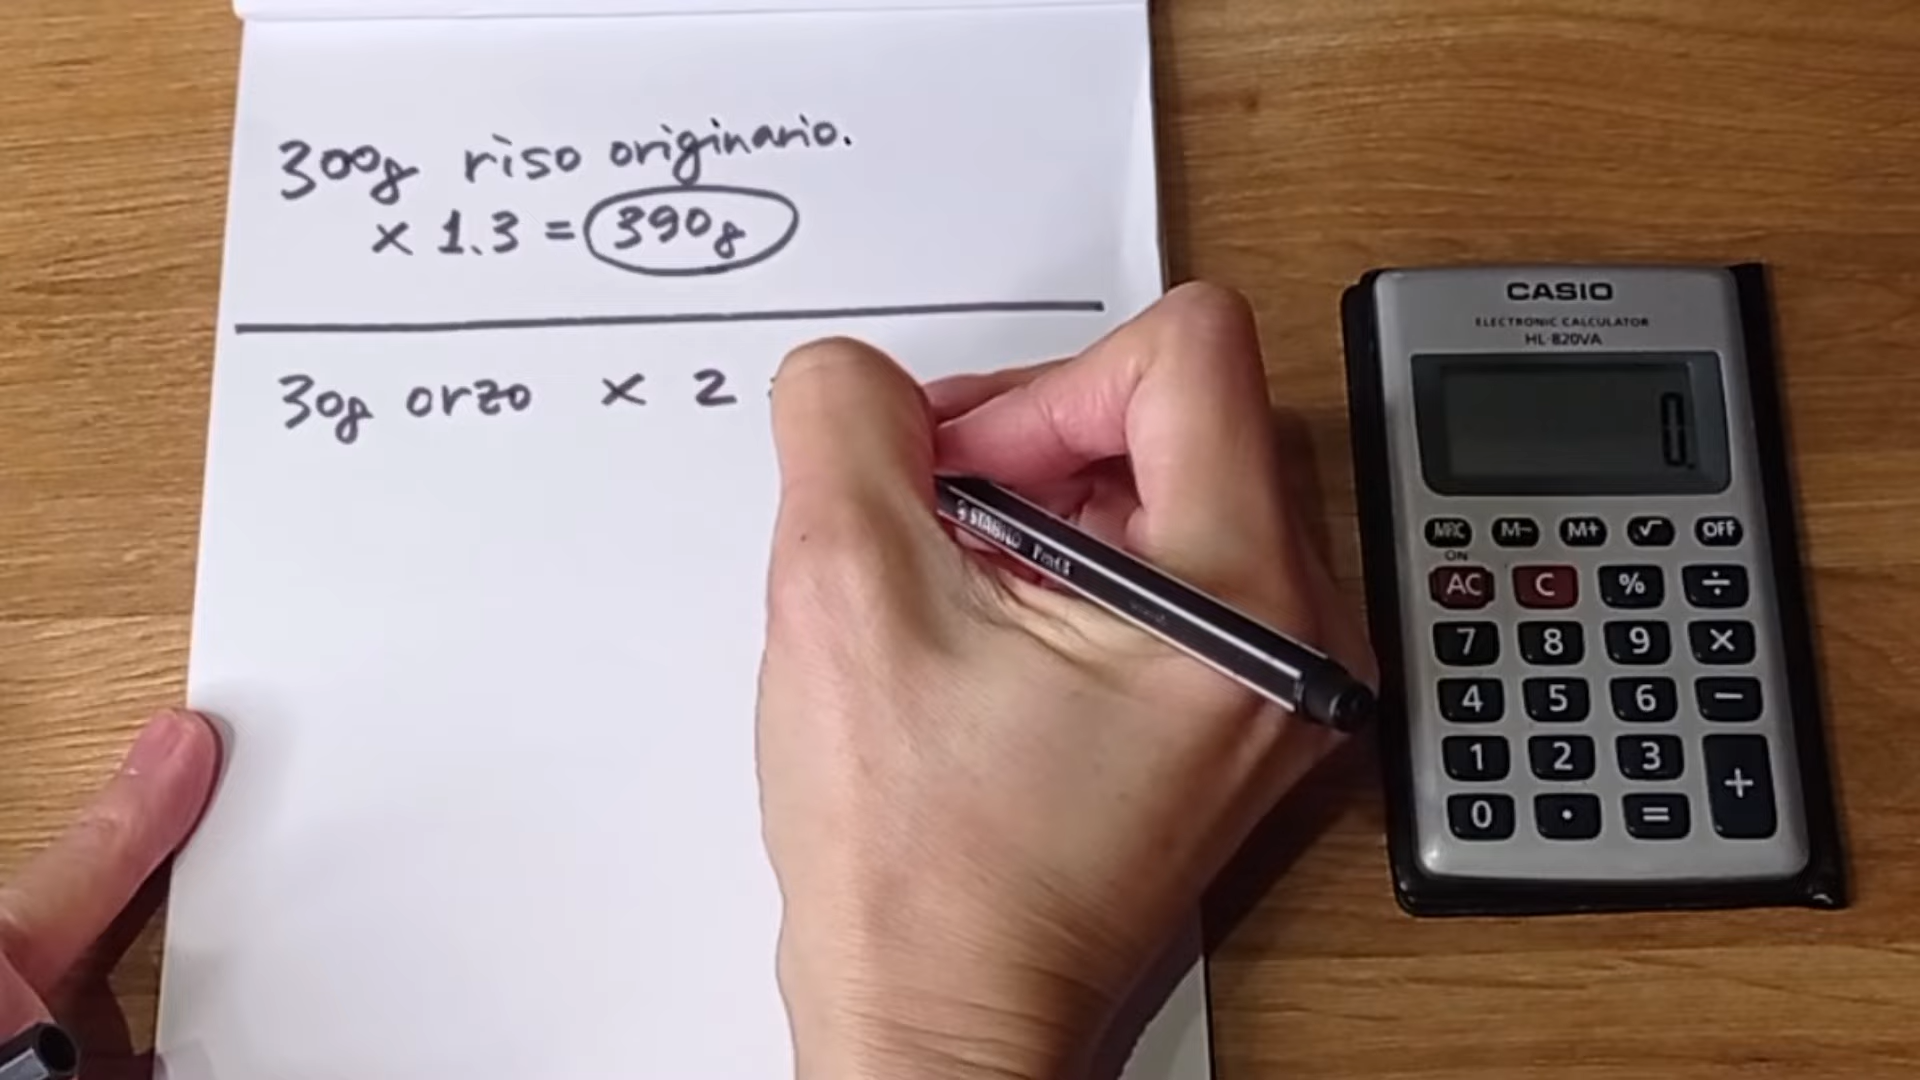 300g riso originario.
× 1.3 = 390g
30g orzo × 2
STABILO
CASIO
ELECTRONIC CALCULATOR
HL-820VA
0.
MRC M- M+ √ OFF
ON
AC C % ÷
7 8 9 ×
4 5 6 −
1 2 3 +
0 · =